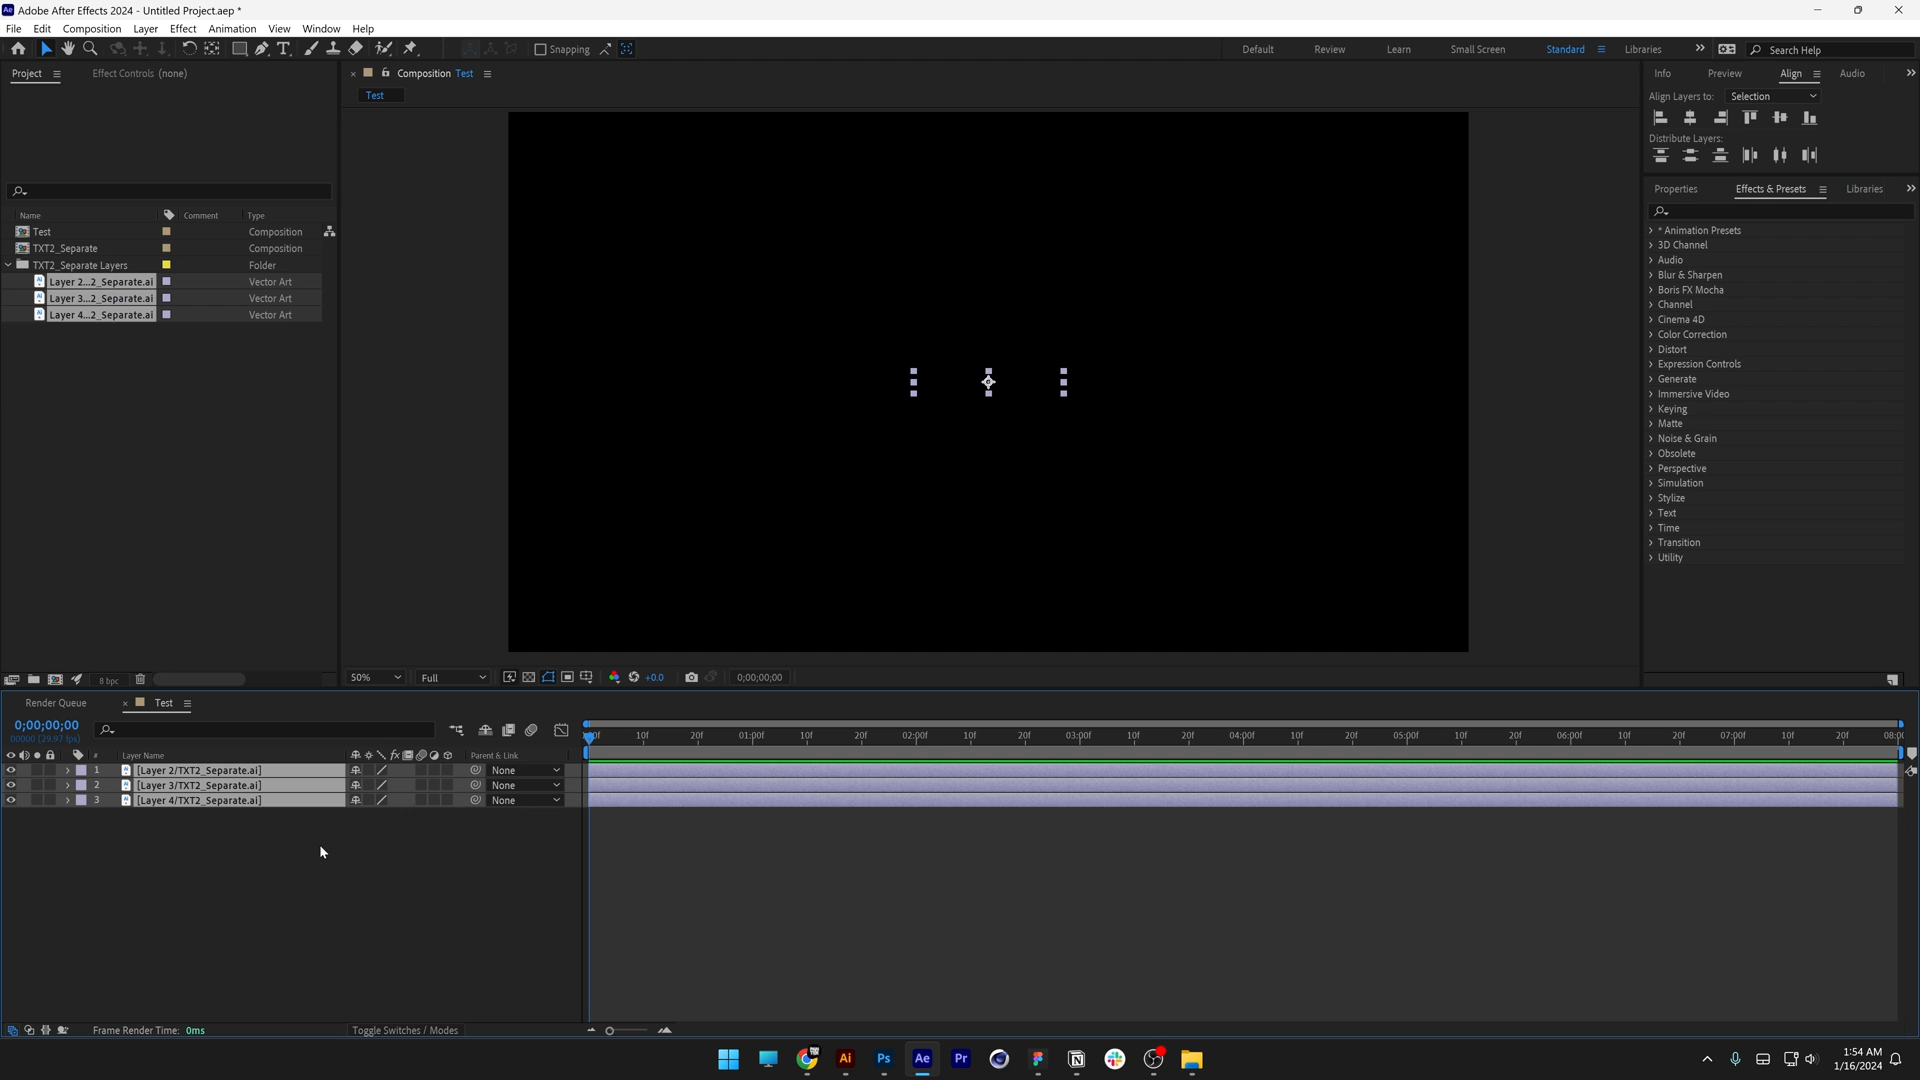 Adobe After Effects 2024 - Untitled Project.aep *
File Edit Composition Layer Effect Animation View Window Help
Snapping
Default Review Learn Small Screen Standard Libraries
Search Help
Project Effect Controls (none)
Composition Test
Test
Info Preview Align Audio
Align Layers to: Selection
Distribute Layers:
Properties Effects & Presets Libraries
Name Comment Type
Test Composition
TXT2_Separate Composition
TXT2_Separate Layers Folder
Layer 2...2_Separate.ai Vector Art
Layer 3...2_Separate.ai Vector Art
Layer 4...2_Separate.ai Vector Art
* Animation Presets
3D Channel
Audio
Blur & Sharpen
Boris FX Mocha
Channel
Cinema 4D
Color Correction
Distort
Expression Controls
Generate
Immersive Video
Keying
Matte
Noise & Grain
Obsolete
Perspective
Simulation
Stylize
Text
Time
Transition
Utility
8 bpc
50% Full +0.0 0;00;00;00
Render Queue Test
0;00;00;00
00000 (29.97 fps)
10f 20f 01:00f 10f 20f 02:00f 10f 20f 03:00f 10f 20f 04:00f 10f 20f 05:00f 10f 20f 06:00f 10f 20f 07:00f 10f 20f
# Layer Name Parent & Link
1 [Layer 2/TXT2_Separate.ai] None
2 [Layer 3/TXT2_Separate.ai] None
3 [Layer 4/TXT2_Separate.ai] None
Frame Render Time: 0ms
Toggle Switches / Modes
Ai Ps Ae Pr
1:54 AM
1/16/2024